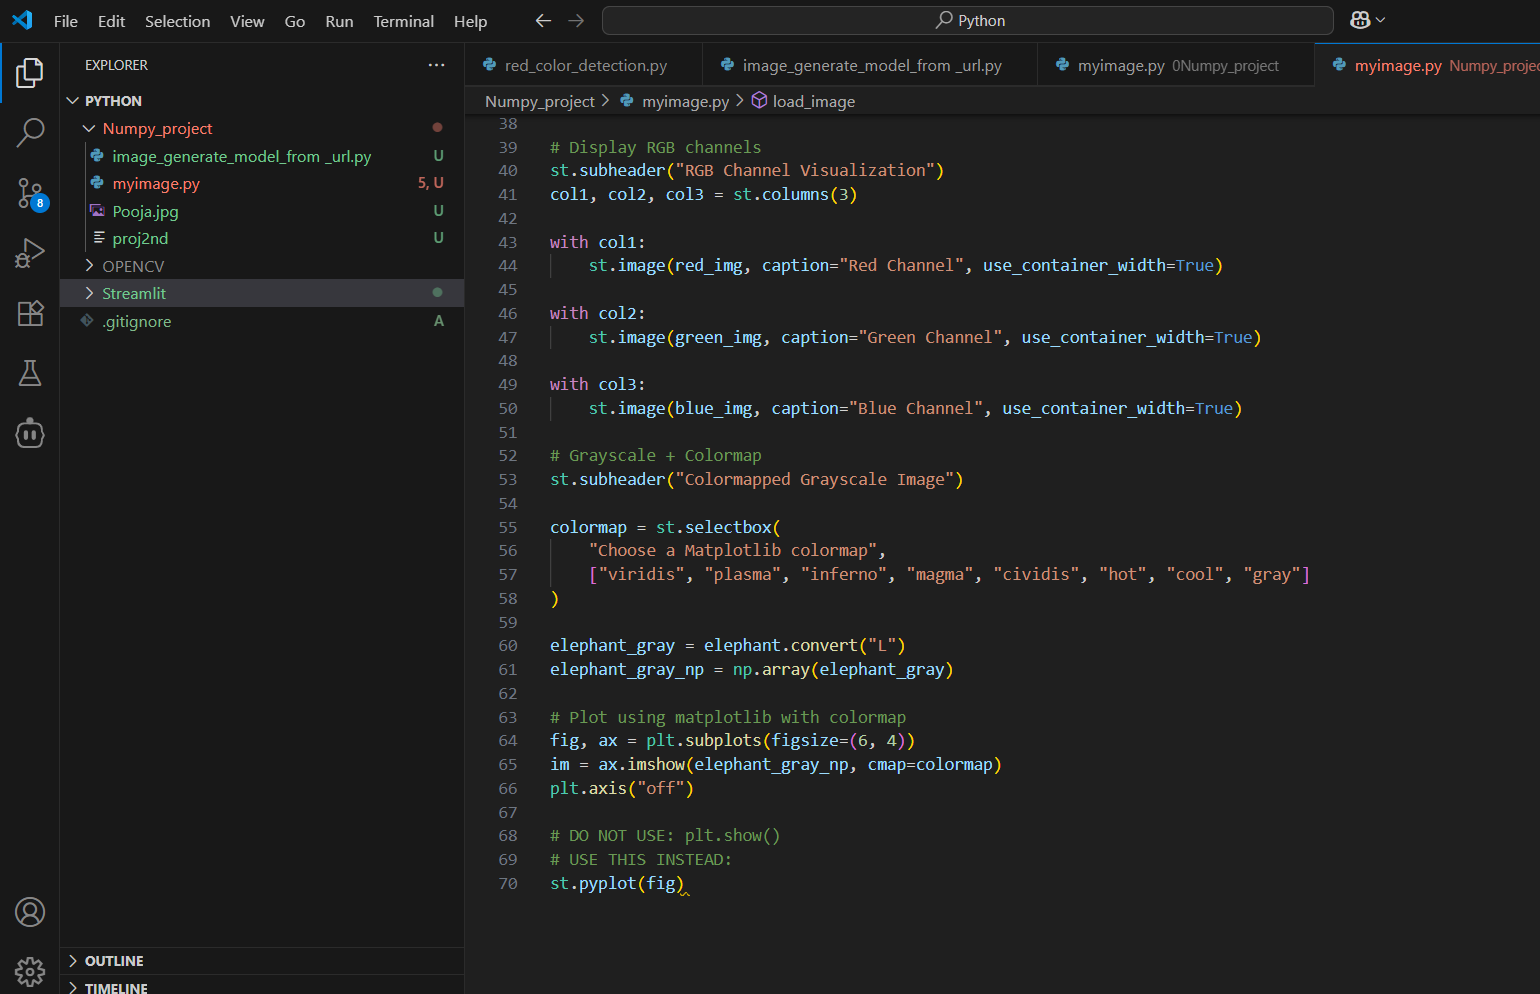 File Edit Selection View Go Run Terminal Help
Python
EXPLORER
PYTHON
Numpy_project
image_generate_model_from _url.py U
myimage.py 5, U
Pooja.jpg U
proj2nd U
OPENCV
Streamlit
.gitignore A
8
OUTLINE
TIMELINE
red_color_detection.py
image_generate_model_from _url.py
myimage.py 0Numpy_project
myimage.py Numpy_projec
Numpy_project > myimage.py > load_image
38
39 # Display RGB channels
40 st.subheader("RGB Channel Visualization")
41 col1, col2, col3 = st.columns(3)
42
43 with col1:
44     st.image(red_img, caption="Red Channel", use_container_width=True)
45
46 with col2:
47     st.image(green_img, caption="Green Channel", use_container_width=True)
48
49 with col3:
50     st.image(blue_img, caption="Blue Channel", use_container_width=True)
51
52 # Grayscale + Colormap
53 st.subheader("Colormapped Grayscale Image")
54
55 colormap = st.selectbox(
56     "Choose a Matplotlib colormap",
57     ["viridis", "plasma", "inferno", "magma", "cividis", "hot", "cool", "gray"]
58 )
59
60 elephant_gray = elephant.convert("L")
61 elephant_gray_np = np.array(elephant_gray)
62
63 # Plot using matplotlib with colormap
64 fig, ax = plt.subplots(figsize=(6, 4))
65 im = ax.imshow(elephant_gray_np, cmap=colormap)
66 plt.axis("off")
67
68 # DO NOT USE: plt.show()
69 # USE THIS INSTEAD:
70 st.pyplot(fig)